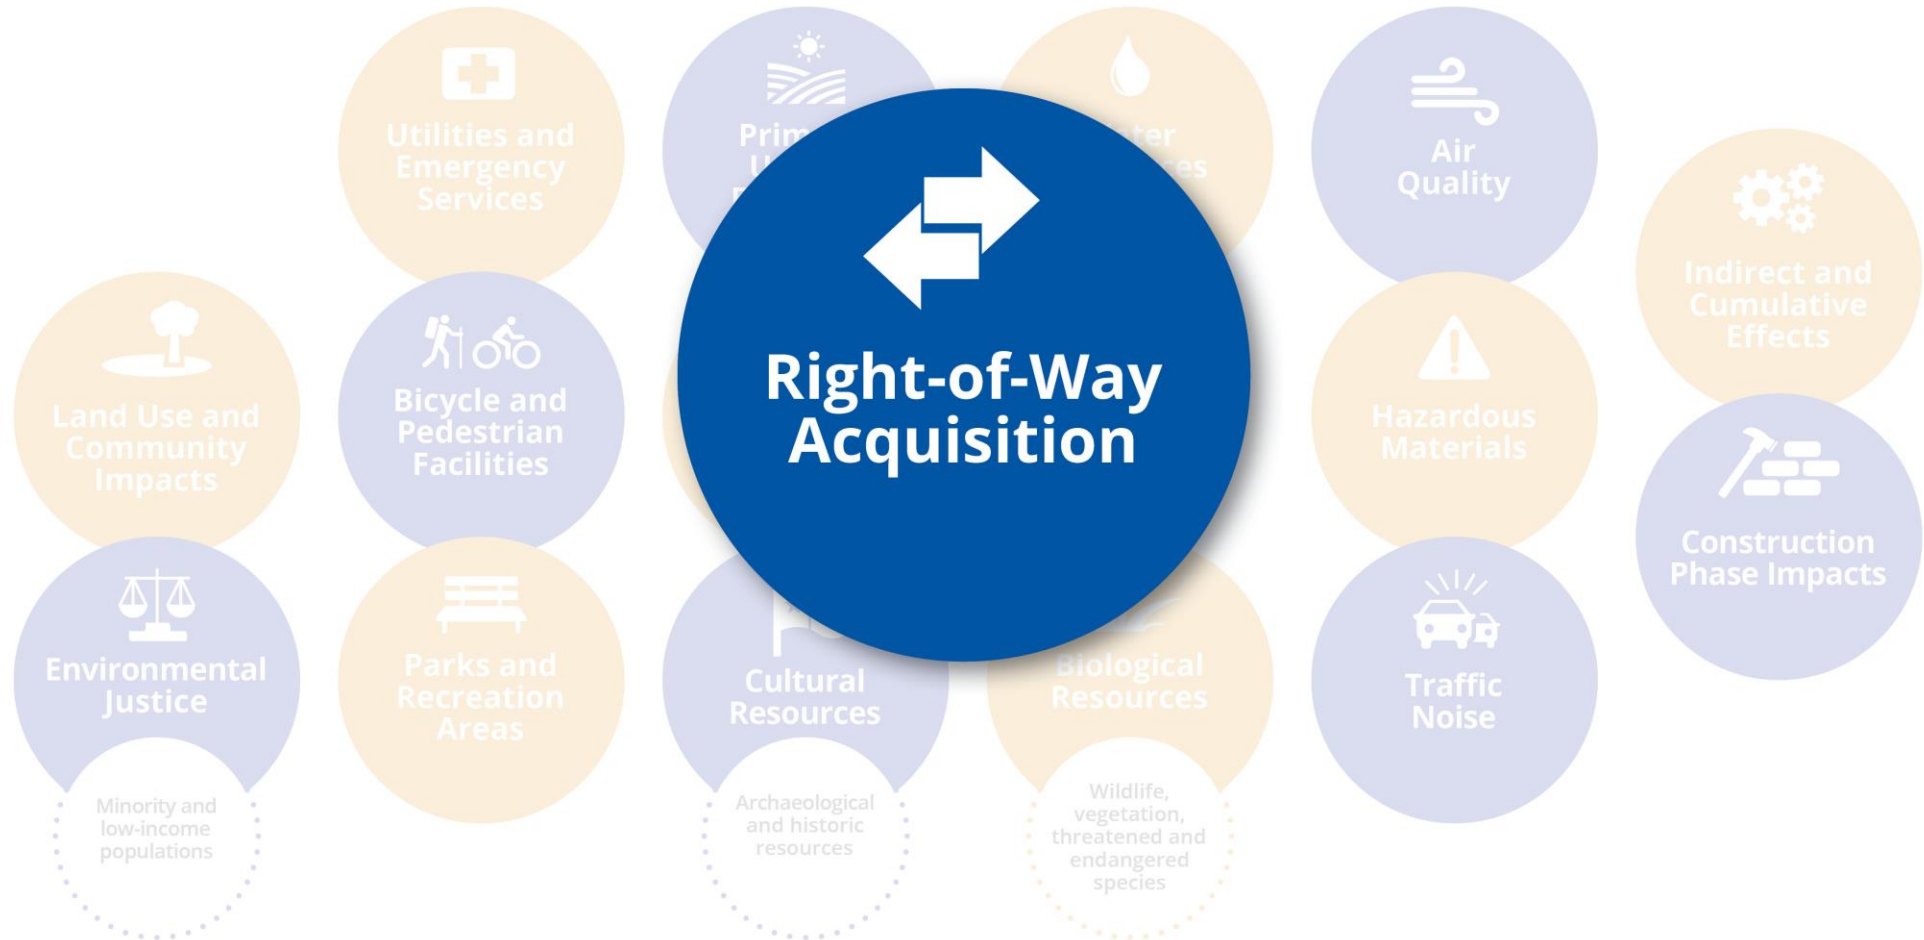 Utilities and
Emergency
Services
Air
Quality
Land Use and
Community
Impacts
Bicycle and
Pedestrian
Facilities
Right-of-Way
Acquisition
Hazardous
Materials
Indirect and
Cumulative
Effects
Environmental
Justice
Minority and
low-income
populations
Parks and
Recreation
Areas
Cultural
Resources
Archaeological
and historic
resources
Biological
Resources
Wildlife,
vegetation,
threatened and
endangered
species
Traffic
Noise
Construction
Phase Impacts